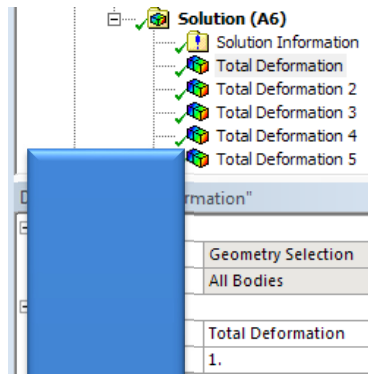 Solution (A6)
Solution Information
Total Deformation
Total Deformation 2
Total Deformation 3
Total Deformation 4
Total Deformation 5
rmation"
Geometry Selection
All Bodies
Total Deformation
1.